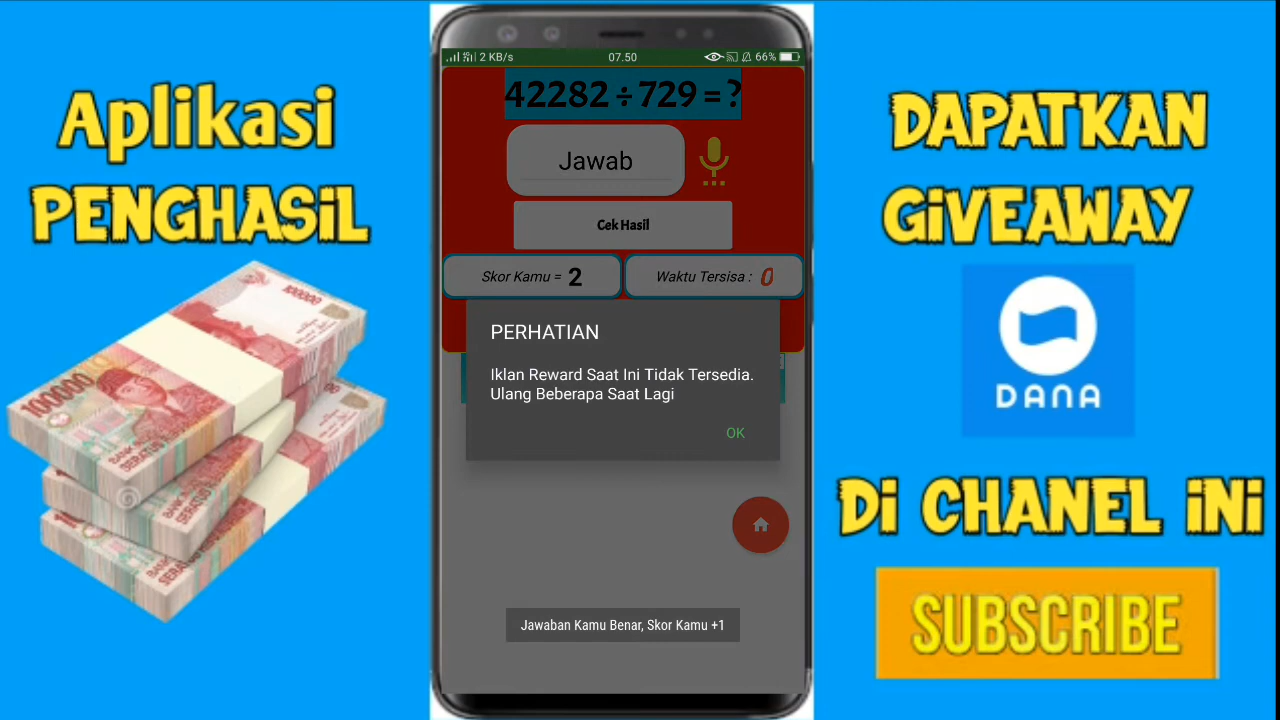 Aplikasi
PENGHASiL
100000
100000
2 KB/s
07.50
66%
42282÷729=?
Jawab
Cek Hasil
Skor Kamu = 2
Waktu Tersisa : 0
PERHATIAN
Iklan Reward Saat Ini Tidak Tersedia.
Ulang Beberapa Saat Lagi
OK
Jawaban Kamu Benar, Skor Kamu +1
DAPATKAN
GiVEAWAY
DANA
Di CHANEL iNi
SUBSCRIBE